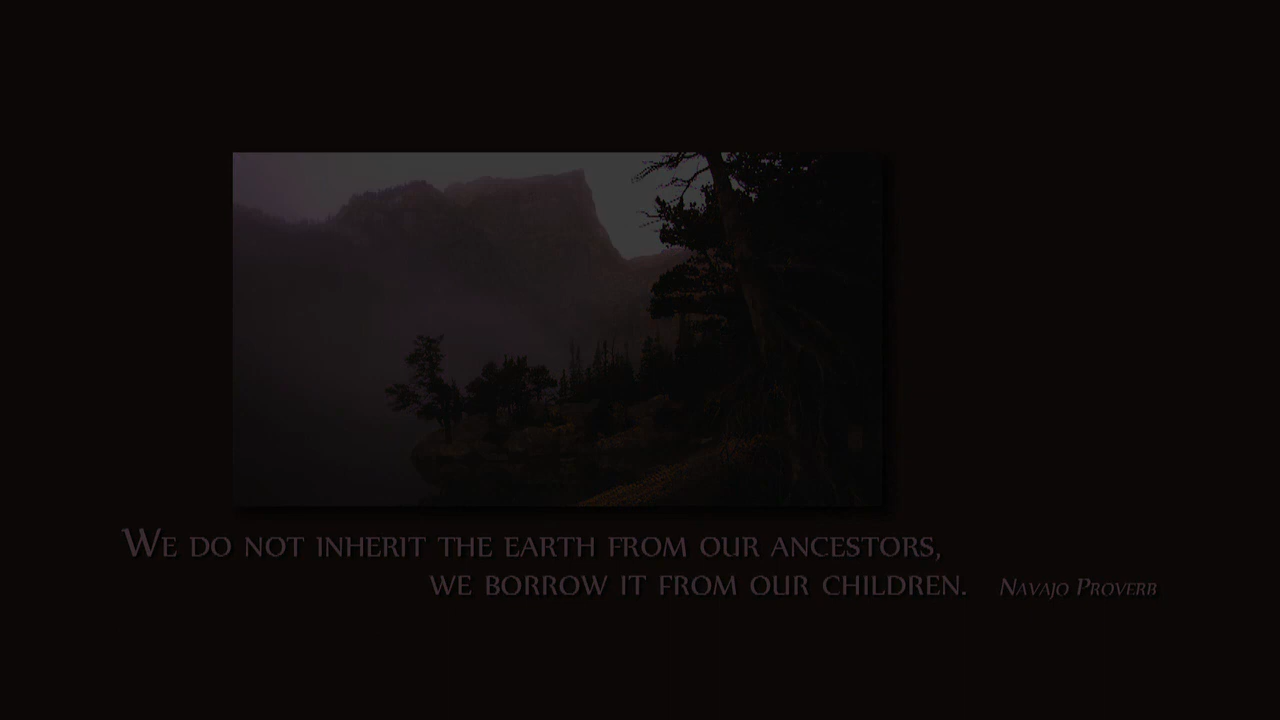 We do not inherit the earth from our ancestors,
we borrow it from our children. Navajo Proverb